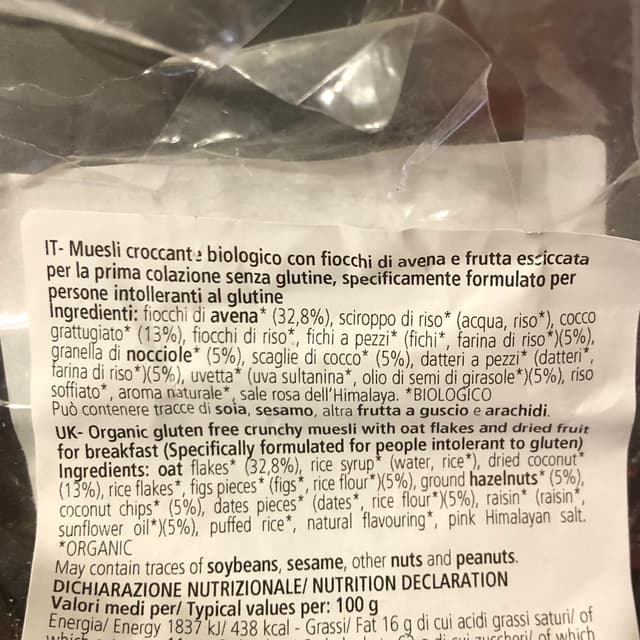 IT- Muesli croccante biologico con fiocchi di avena e frutta essiccata
per la prima colazione senza glutine, specificamente formulato per
persone intolleranti al glutine
Ingredienti: fiocchi di avena* (32,8%), sciroppo di riso* (acqua, riso*), cocco
grattugiato* (13%), fiocchi di riso*, fichi a pezzi* (fichi*, farina di riso*)(5%),
granella di nocciole* (5%), scaglie di cocco* (5%), datteri a pezzi* (datteri*,
farina di riso*)(5%), uvetta* (uva sultanina*, olio di semi di girasole*)(5%), riso
soffiato*, aroma naturale*, sale rosa dell'Himalaya. *BIOLOGICO
Può contenere tracce di soia, sesamo, altra frutta a guscio e arachidi.
UK- Organic gluten free crunchy muesli with oat flakes and dried fruit
for breakfast (Specifically formulated for people intolerant to gluten)
Ingredients: oat flakes* (32,8%), rice syrup* (water, rice*), dried coconut*
(13%), rice flakes*, figs pieces* (figs*, rice flour*)(5%), ground hazelnuts* (5%),
coconut chips* (5%), dates pieces* (dates*, rice flour*)(5%), raisin* (raisin*,
sunflower oil*)(5%), puffed rice*, natural flavouring*, pink Himalayan salt.
*ORGANIC
May contain traces of soybeans, sesame, other nuts and peanuts.
DICHIARAZIONE NUTRIZIONALE/ NUTRITION DECLARATION
Valori medi per/ Typical values per: 100 g
Energia/ Energy 1837 kJ/ 438 kcal - Grassi/ Fat 16 g di cui acidi grassi saturi/ of
di cui zuccheri/ of which